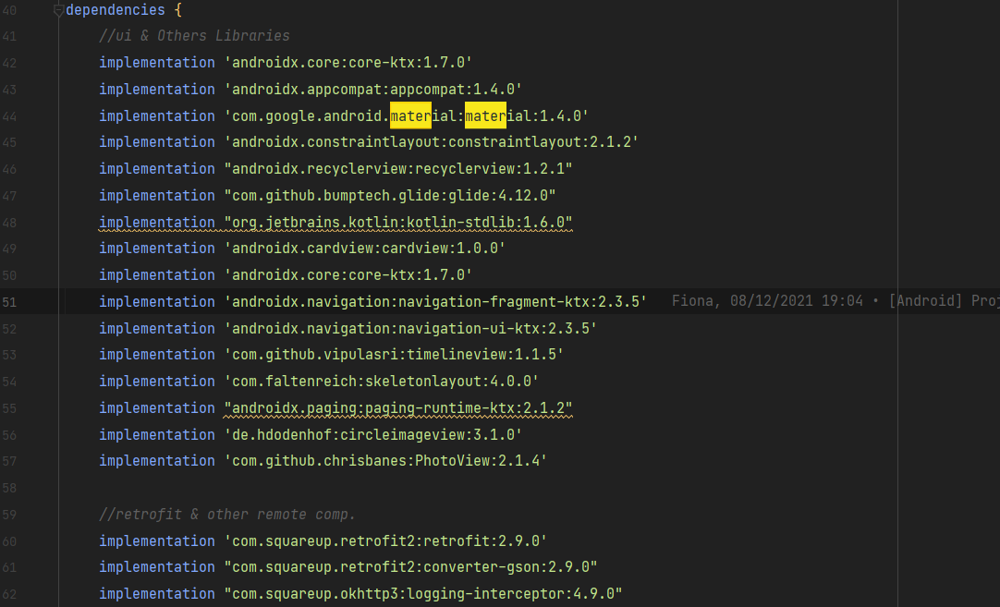 40 dependencies {
41 //ui & Others Libraries
42 implementation 'androidx.core:core-ktx:1.7.0'
43 implementation 'androidx.appcompat:appcompat:1.4.0'
44 implementation 'com.google.android.material:material:1.4.0'
45 implementation 'androidx.constraintlayout:constraintlayout:2.1.2'
46 implementation "androidx.recyclerview:recyclerview:1.2.1"
47 implementation "com.github.bumptech.glide:glide:4.12.0"
48 implementation "org.jetbrains.kotlin:kotlin-stdlib:1.6.0"
49 implementation 'androidx.cardview:cardview:1.0.0'
50 implementation 'androidx.core:core-ktx:1.7.0'
51 implementation 'androidx.navigation:navigation-fragment-ktx:2.3.5' Fiona, 08/12/2021 19:04 • [Android] Proj
52 implementation 'androidx.navigation:navigation-ui-ktx:2.3.5'
53 implementation 'com.github.vipulasri:timelineview:1.1.5'
54 implementation 'com.faltenreich:skeletonlayout:4.0.0'
55 implementation "androidx.paging:paging-runtime-ktx:2.1.2"
56 implementation 'de.hdodenhof:circleimageview:3.1.0'
57 implementation 'com.github.chrisbanes:PhotoView:2.1.4'
58
59 //retrofit & other remote comp.
60 implementation 'com.squareup.retrofit2:retrofit:2.9.0'
61 implementation "com.squareup.retrofit2:converter-gson:2.9.0"
62 implementation "com.squareup.okhttp3:logging-interceptor:4.9.0"